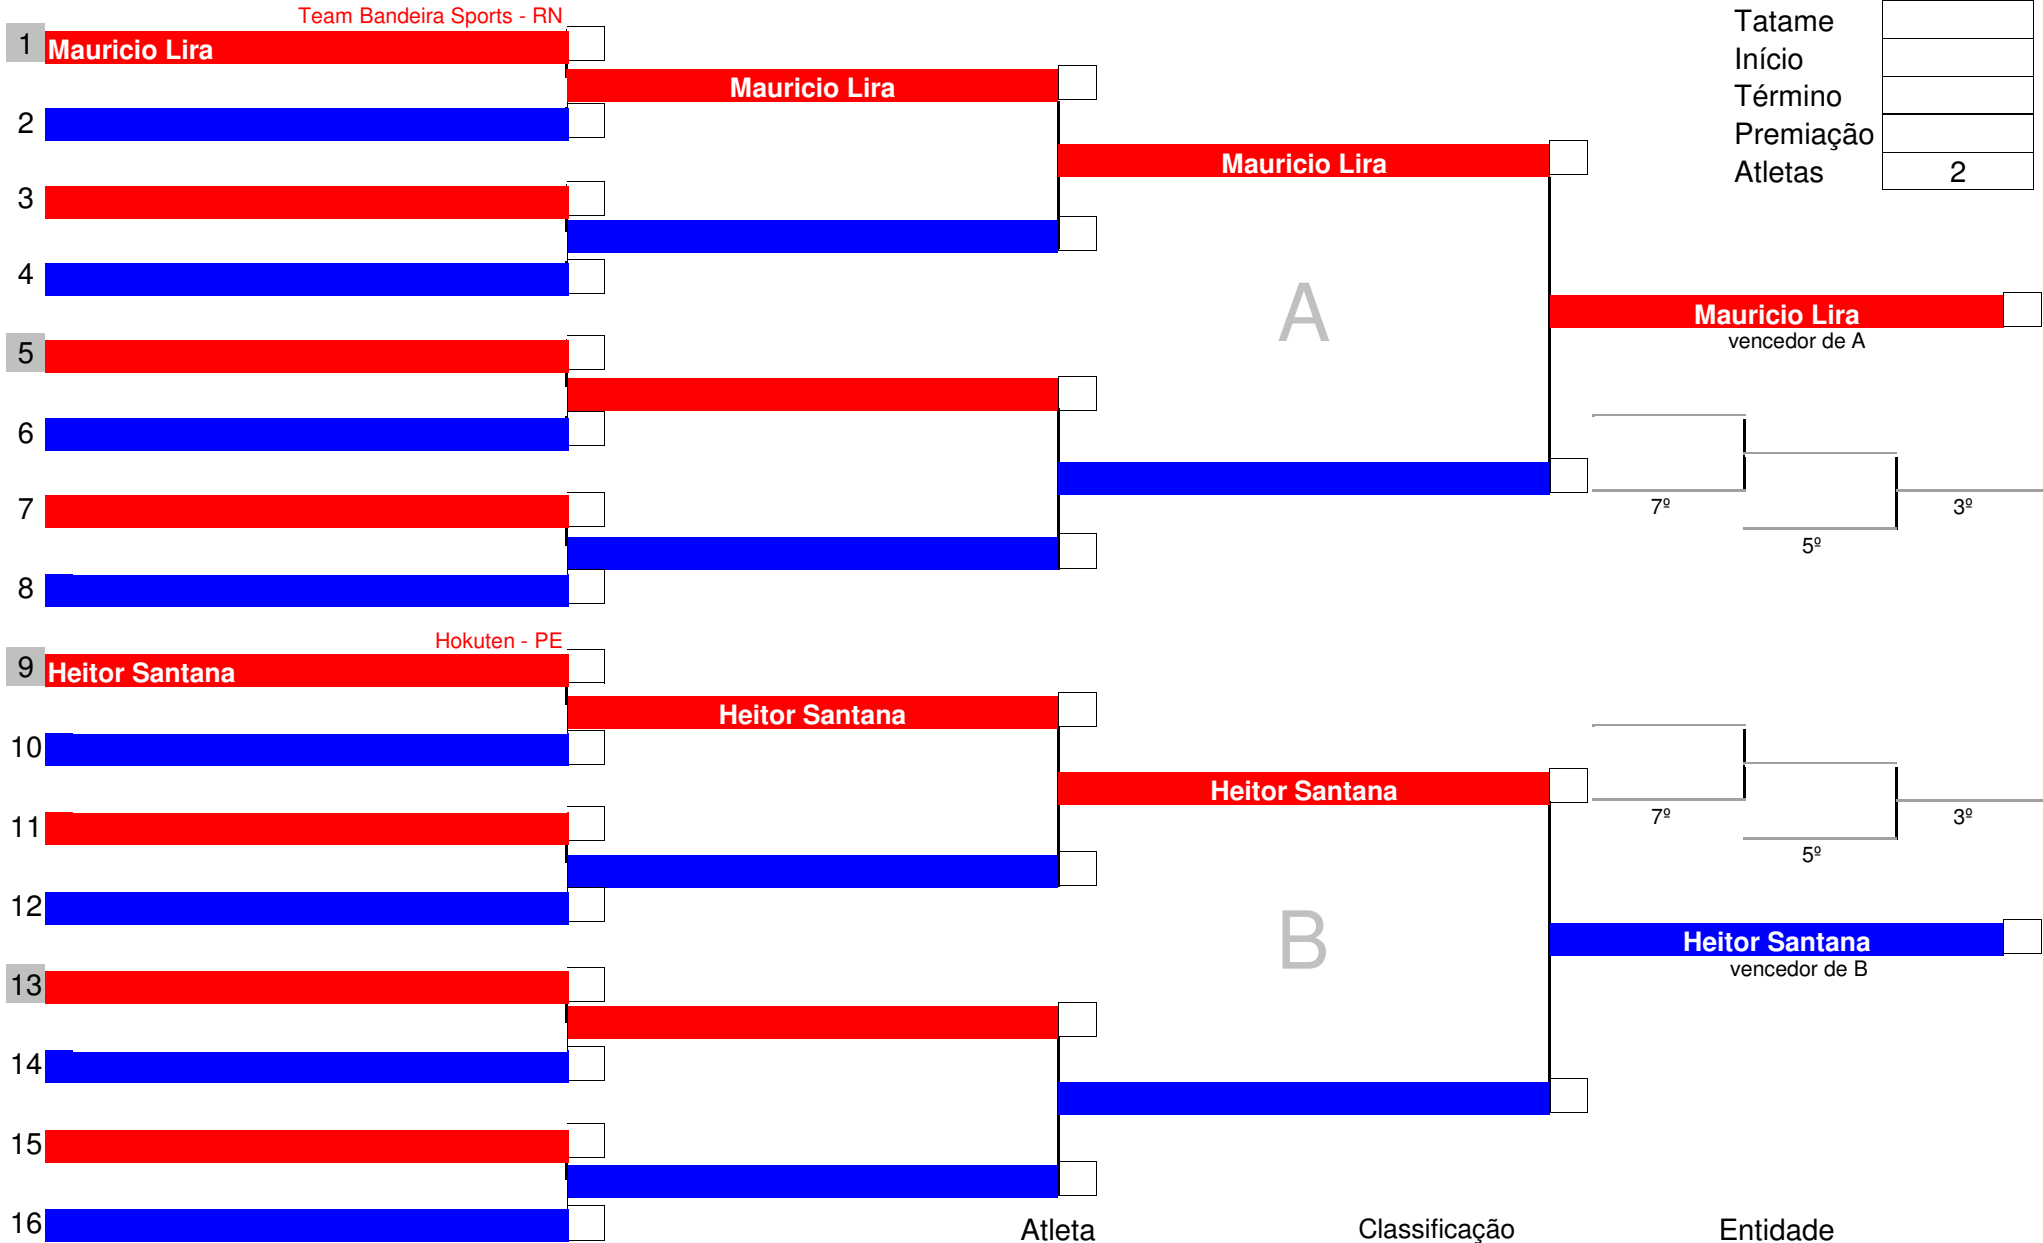 Team Bandeira Sports - RN
1 Mauricio Lira
Mauricio Lira
2
Mauricio Lira
3
4
A
Mauricio Lira
vencedor de A
5
6
7
7º
3º
5º
8
Hokuten - PE
9 Heitor Santana
Heitor Santana
10
Heitor Santana
11
7º
3º
5º
12
B
Heitor Santana
vencedor de B
13
14
15
16
Tatame
Início
Término
Premiação
Atletas 2
Atleta Classificação Entidade